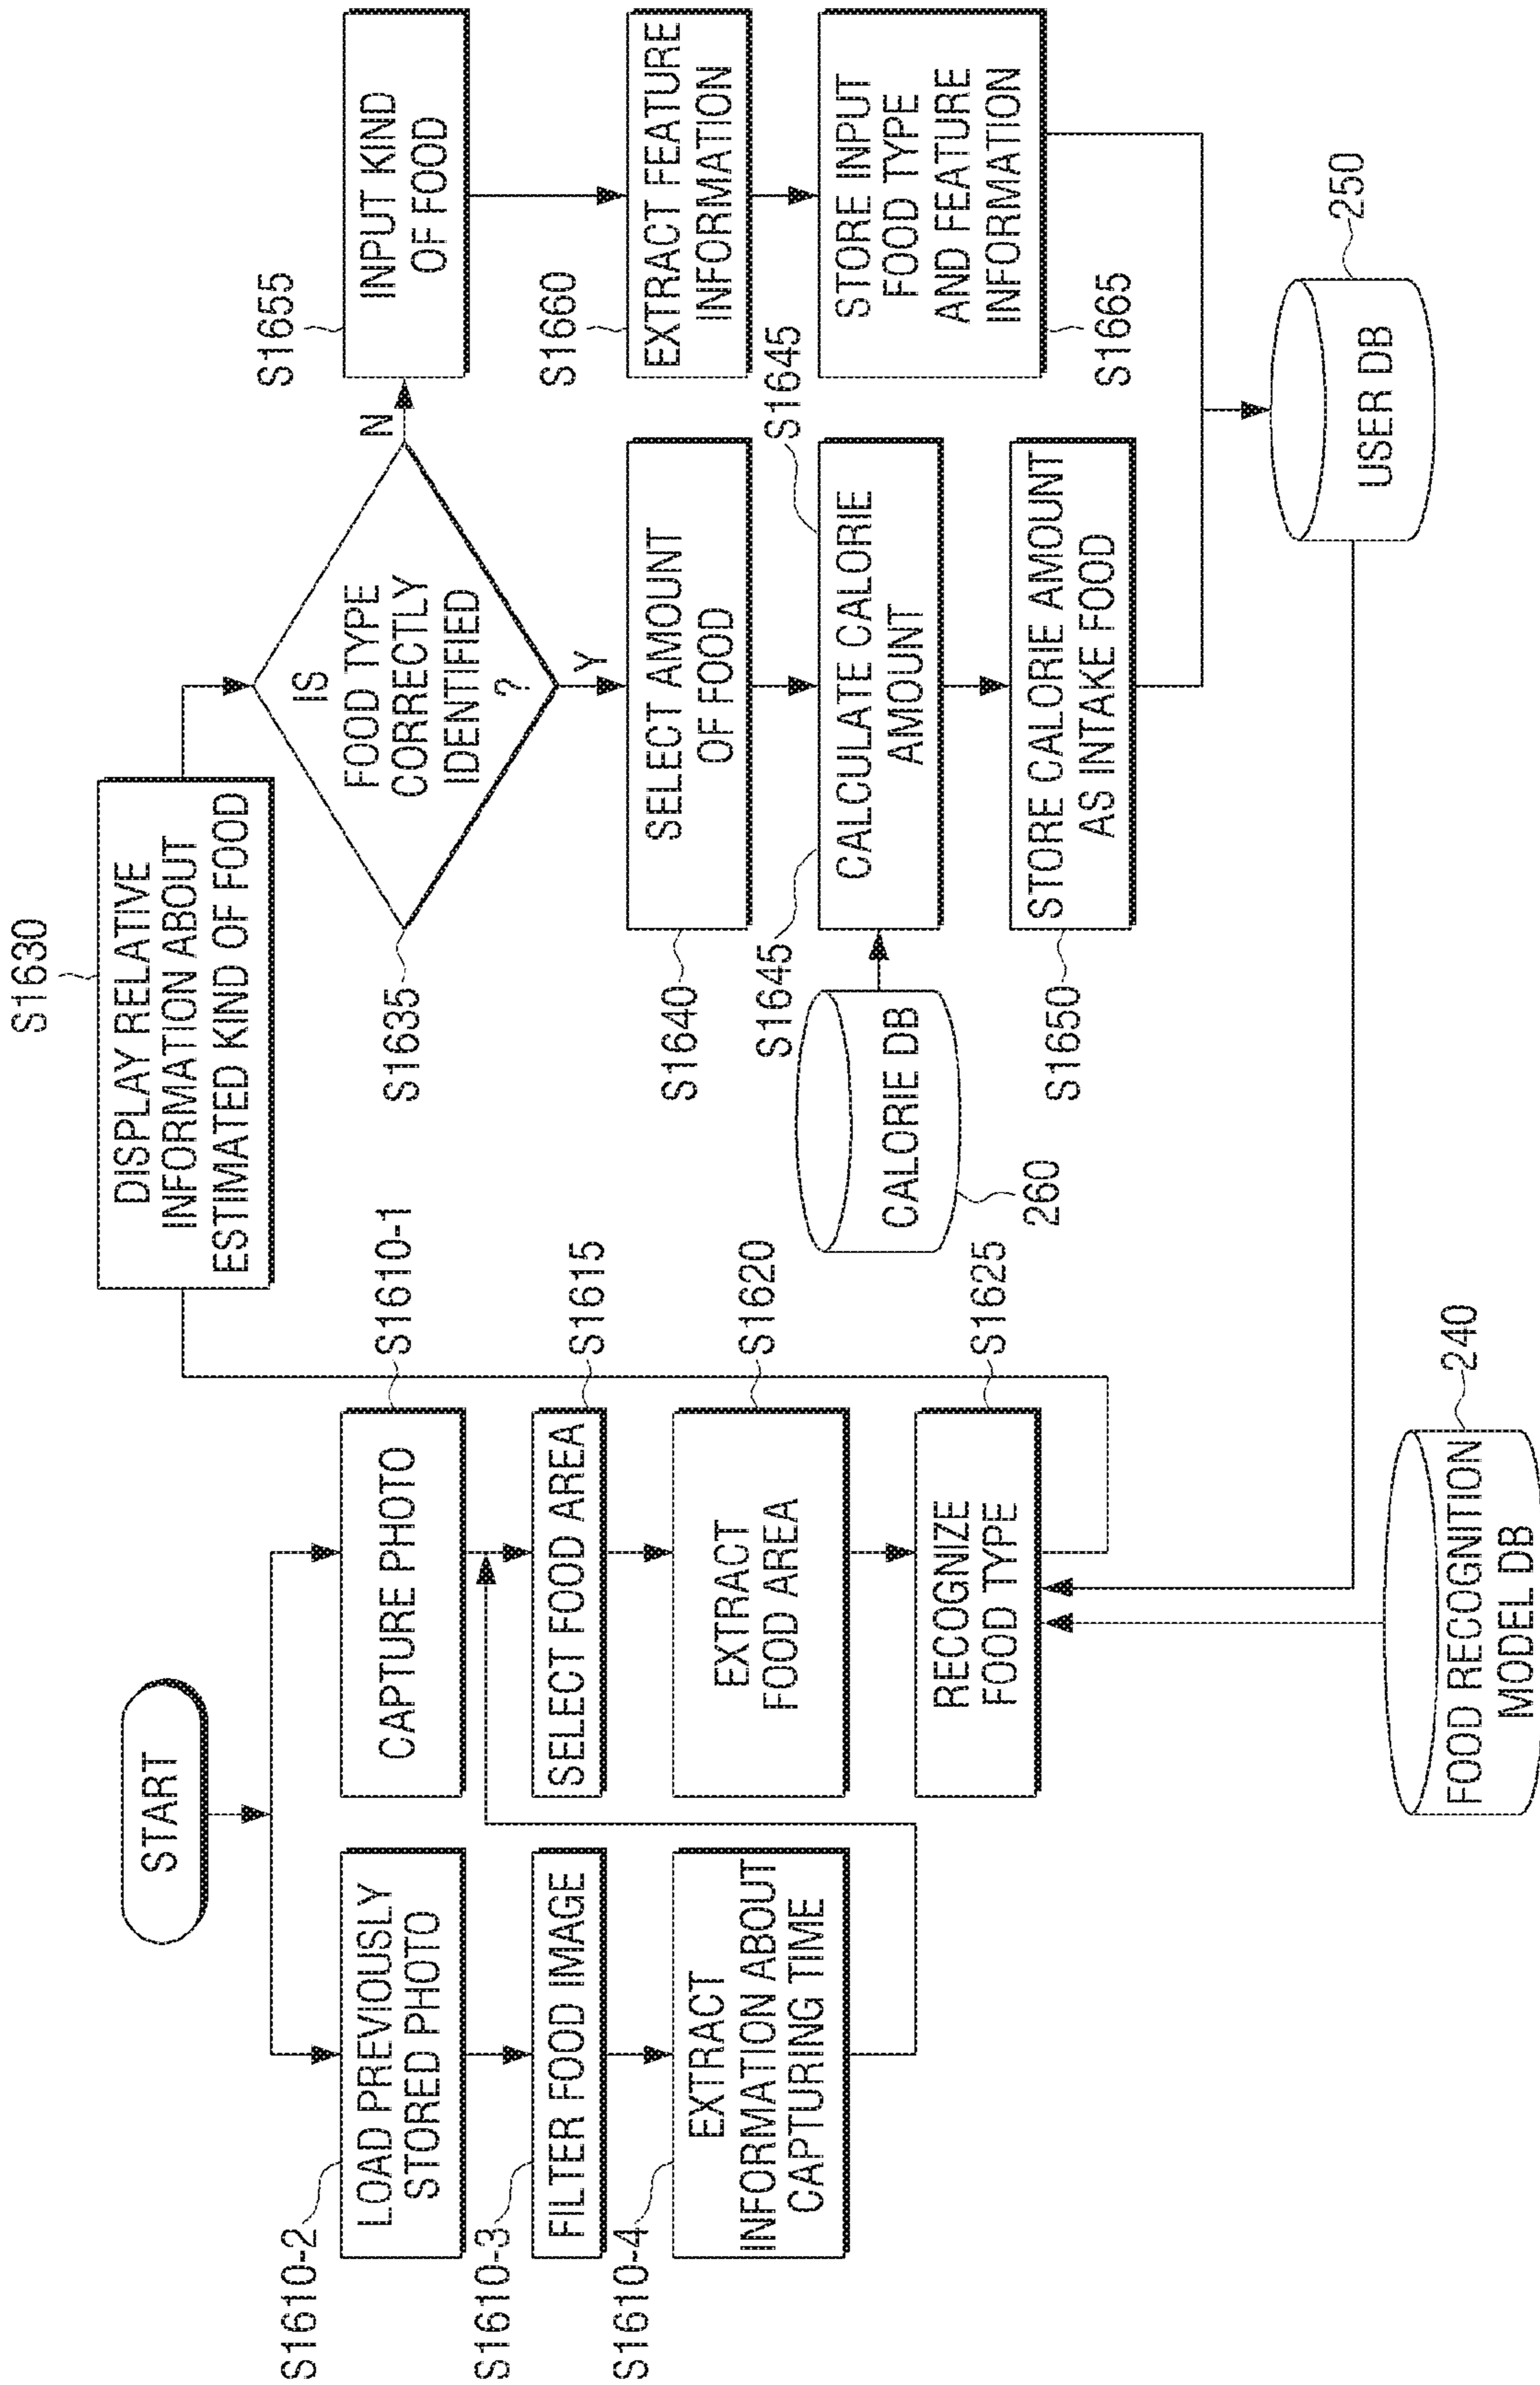 START
S1610-2
LOAD PREVIOUSLY
STORED PHOTO
S1610-3
FILTER FOOD IMAGE
S1610-4
EXTRACT
INFORMATION ABOUT
CAPTURING TIME
CAPTURE PHOTO
S1610-1
SELECT FOOD AREA
S1615
EXTRACT
FOOD AREA
S1620
RECOGNIZE
FOOD TYPE
S1625
FOOD RECOGNITION
MODEL DB
240
S1630
DISPLAY RELATIVE
INFORMATION ABOUT
ESTIMATED KIND OF FOOD
S1635
IS
FOOD TYPE
CORRECTLY
IDENTIFIED
?
N
Y
S1640
SELECT AMOUNT
OF FOOD
S1645
CALCULATE CALORIE
AMOUNT
S1645
CALORIE DB
260
S1650
STORE CALORIE AMOUNT
AS INTAKE FOOD
S1655
INPUT KIND
OF FOOD
S1660
EXTRACT FEATURE
INFORMATION
STORE INPUT
FOOD TYPE
AND FEATURE
INFORMATION
S1665
USER DB
250